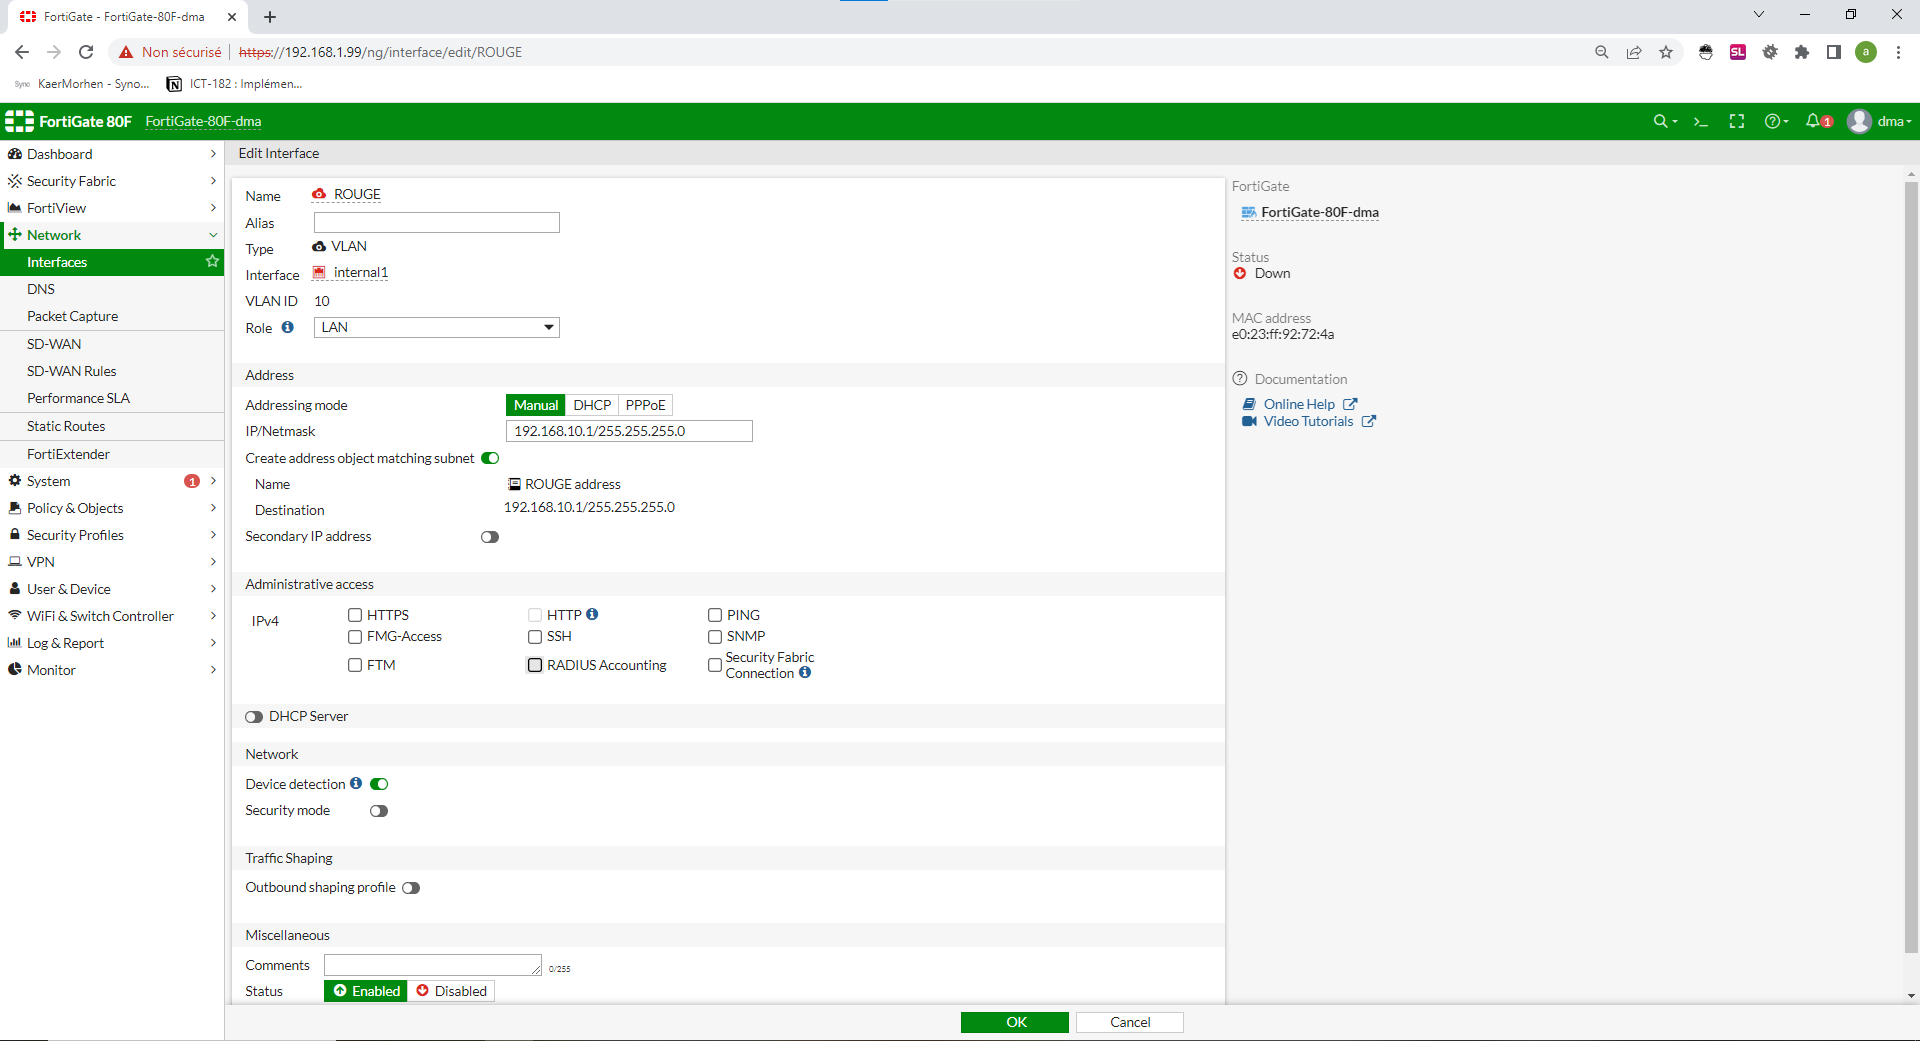 FortiGate - FortiGate-80F-dma
Non sécurisé
https://192.168.1.99/ng/interface/edit/ROUGE
SL
a
Sync
KaerMorhen - Syno...
ICT-182 : Implémen...
FortiGate 80F
FortiGate-80F-dma
1
dma
Dashboard
Security Fabric
FortiView
Network
Interfaces
DNS
Packet Capture
SD-WAN
SD-WAN Rules
Performance SLA
Static Routes
FortiExtender
System
1
Policy & Objects
Security Profiles
VPN
User & Device
WiFi & Switch Controller
Log & Report
Monitor
Edit Interface
Name ROUGE
Alias
Type VLAN
Interface internal1
VLAN ID 10
Role LAN
Address
Addressing mode Manual DHCP PPPoE
IP/Netmask 192.168.10.1/255.255.255.0
Create address object matching subnet
Name ROUGE address
Destination 192.168.10.1/255.255.255.0
Secondary IP address
Administrative access
IPv4 HTTPS HTTP PING
FMG-Access SSH SNMP
FTM RADIUS Accounting Security Fabric
Connection
DHCP Server
Network
Device detection
Security mode
Traffic Shaping
Outbound shaping profile
Miscellaneous
Comments 0/255
Status Enabled Disabled
OK Cancel
FortiGate
FortiGate-80F-dma
Status
Down
MAC address
e0:23:ff:92:72:4a
Documentation
Online Help
Video Tutorials